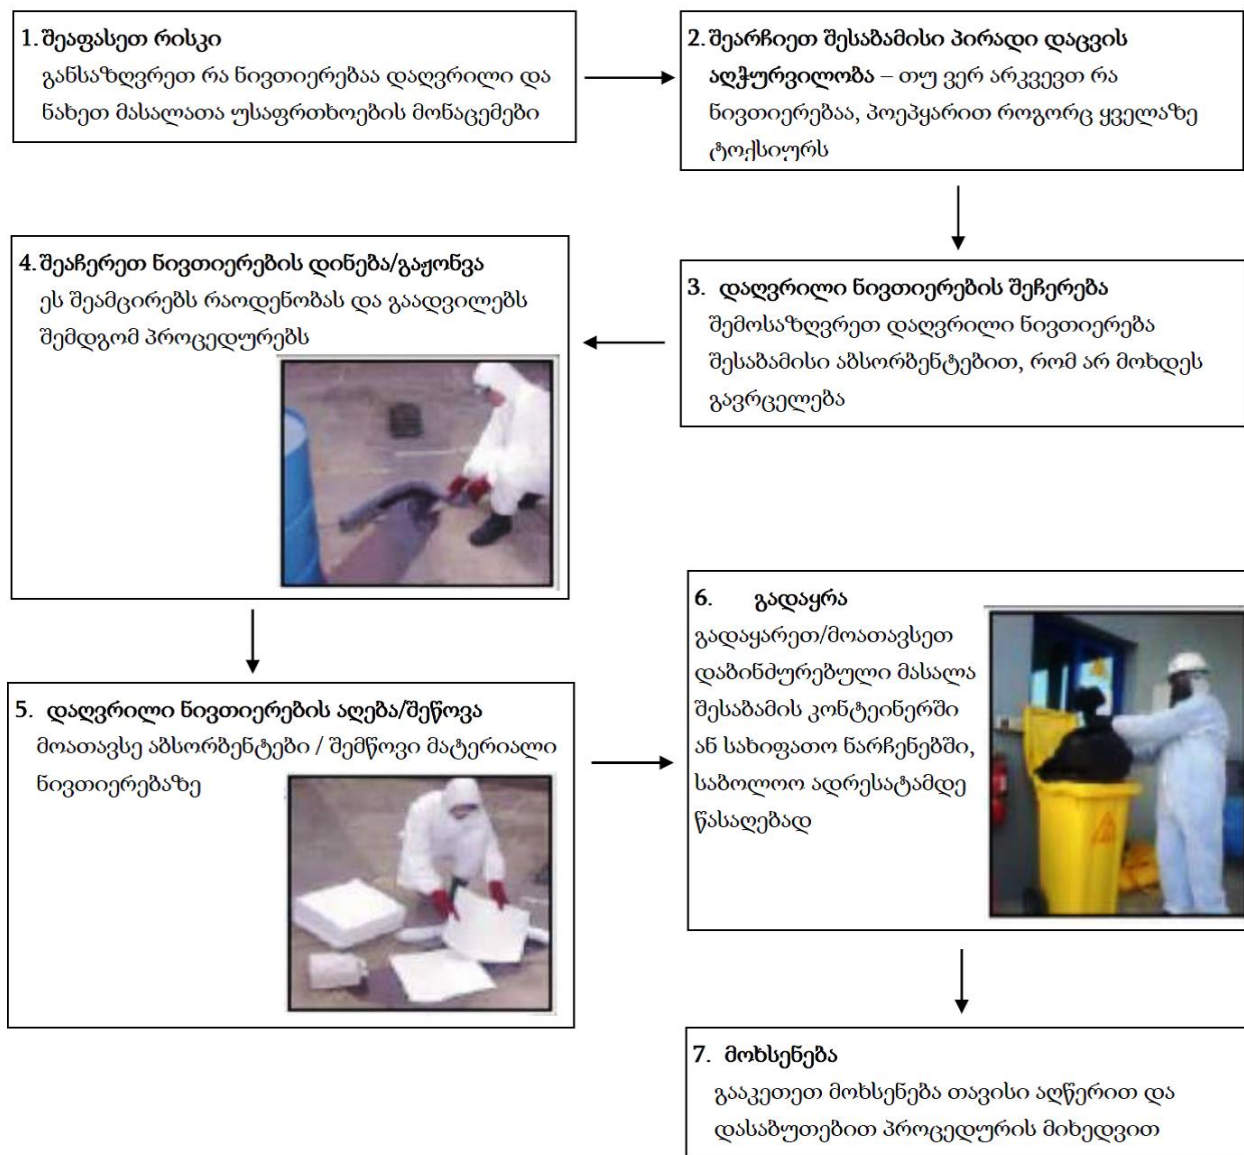 1. შეაფასეთ რისკი
განსაზღვრეთ რა ნივთიერებაა დაღვრილი და
ნახეთ მასალათა უსაფრთხოების მონაცემები
2. შეარჩიეთ შესაბამისი პირადი დაცვის
აღჭურვილობა – თუ ვერ არკვევთ რა
ნივთიერებაა, პოეპყარით როგორც ყველაზე
ტოქსიურს
3. დაღვრილი ნივთიერების შეჩერება
შემოსაზღვრეთ დაღვრილი ნივთიერება
შესაბამისი აბსორბენტებით, რომ არ მოხდეს
გავრცელება
4. შეაჩერეთ ნივთიერების დინება/გაჟონვა
ეს შეამცირებს რაოდენობას და გაადვილებს
შემდგომ პროცედურებს
5. დაღვრილი ნივთიერების აღება/შეწოვა
მოათავსე აბსორბენტები / შემწოვი მატერიალი
ნივთიერებაზე
6. გადაყრა
გადაყარეთ/მოათავსეთ
დაბინძურებული მასალა
შესაბამის კონტეინერში
ან სახიფათო ნარჩენებში,
საბოლოო ადრესატამდე
წასაღებად
7. მოხსენება
გააკეთეთ მოხსენება თავისი აღწერით და
დასაბუთებით პროცედურის მიხედვით